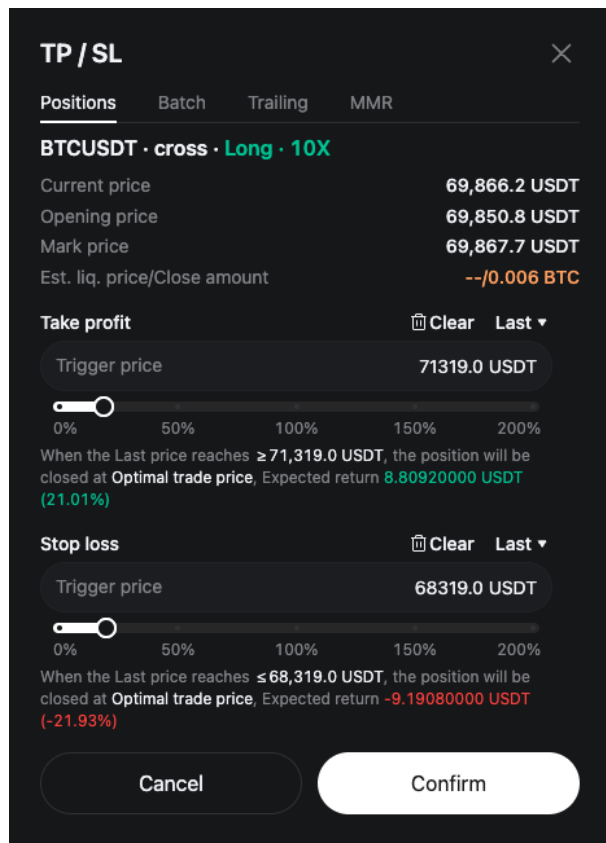 TP / SL
Positions Batch Trailing MMR
BTCUSDT · cross · Long · 10X
Current price 69,866.2 USDT
Opening price 69,850.8 USDT
Mark price 69,867.7 USDT
Est. liq. price/Close amount --/0.006 BTC
Take profit Clear Last ▼
Trigger price 71319.0 USDT
0% 50% 100% 150% 200%
When the Last price reaches ≥ 71,319.0 USDT, the position will be
closed at Optimal trade price, Expected return 8.80920000 USDT
(21.01%)
Stop loss Clear Last ▼
Trigger price 68319.0 USDT
0% 50% 100% 150% 200%
When the Last price reaches ≤ 68,319.0 USDT, the position will be
closed at Optimal trade price, Expected return -9.19080000 USDT
(-21.93%)
Cancel Confirm